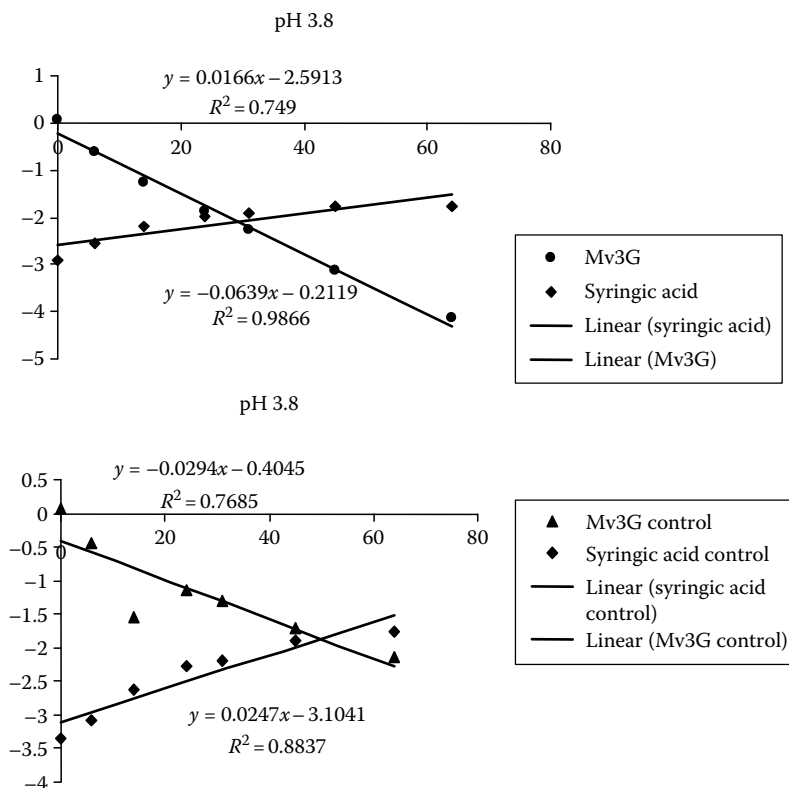 pH 3.8
y = 0.0166x − 2.5913
R² = 0.749
1
0
−1
−2
−3
−4
−5
0
20
40
60
80
y = −0.0639x − 0.2119
R² = 0.9866
Mv3G
Syringic acid
Linear (syringic acid)
Linear (Mv3G)
pH 3.8
y = −0.0294x − 0.4045
R² = 0.7685
0.5
0
−0.5
−1
−1.5
−2
−2.5
−3
−3.5
−4
0
20
40
60
80
y = 0.0247x − 3.1041
R² = 0.8837
Mv3G control
Syringic acid control
Linear (syringic acid
control)
Linear (Mv3G control)